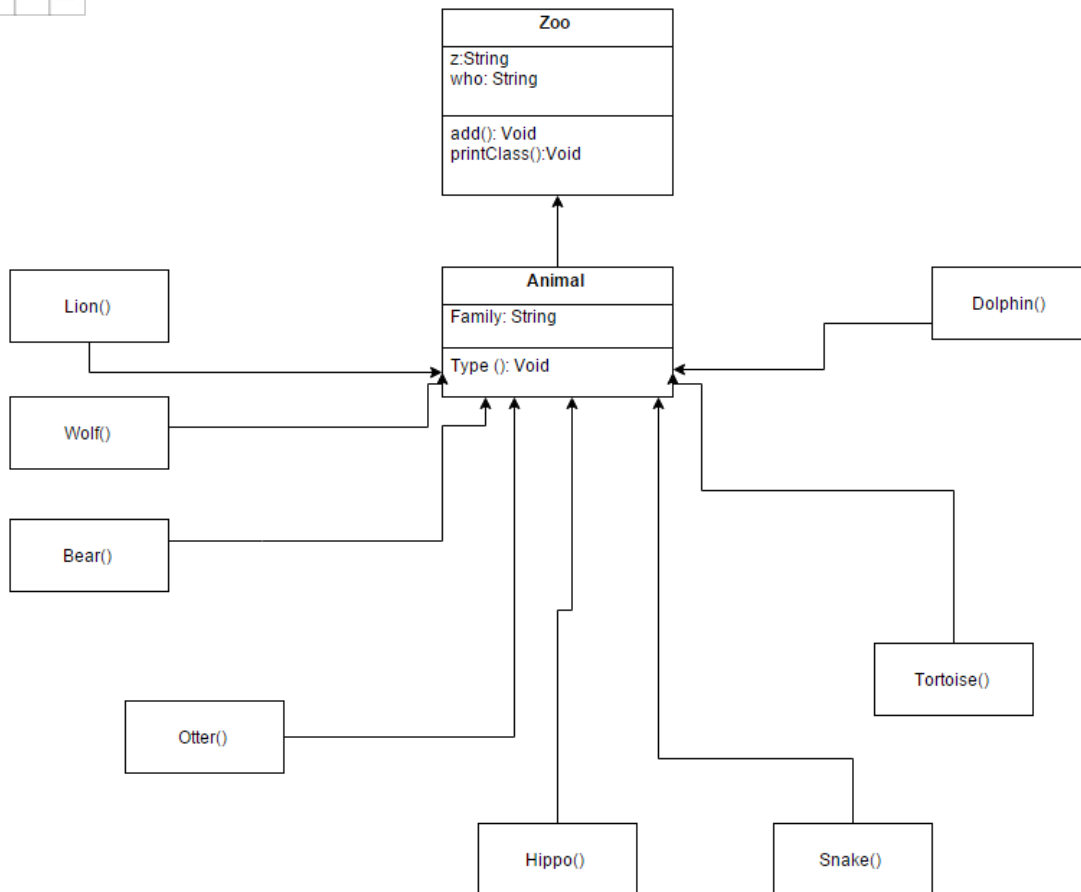 Zoo
z:String
who: String
add(): Void
printClass():Void
Animal
Family: String
Type (): Void
Lion()
Dolphin()
Wolf()
Bear()
Tortoise()
Otter()
Hippo()
Snake()